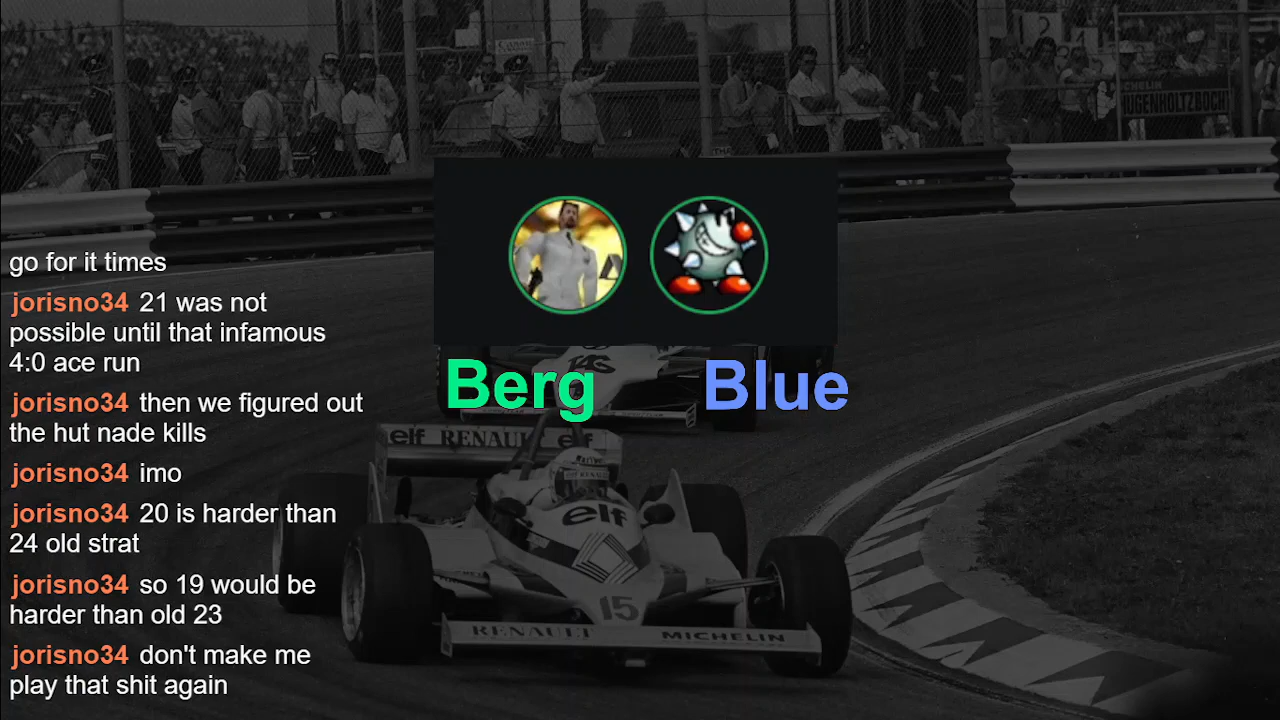 go for it times
jorisno34 21 was not
possible until that infamous
4:0 ace run
jorisno34 then we figured out
the hut nade kills
jorisno34 imo
jorisno34 20 is harder than
24 old strat
jorisno34 so 19 would be
harder than old 23
jorisno34 don't make me
play that shit again
Berg Blue
elf RENAULT elf
elf
15
RENAULT MICHELIN